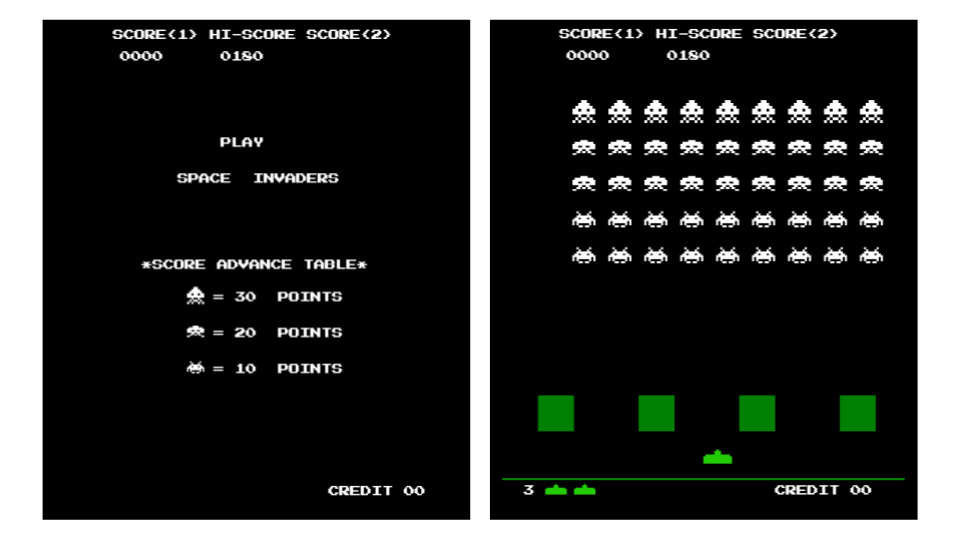 SCORE<1> HI-SCORE SCORE<2>
0000 0180
PLAY
SPACE INVADERS
*SCORE ADVANCE TABLE*
= 30 POINTS
= 20 POINTS
= 10 POINTS
CREDIT 00
SCORE<1> HI-SCORE SCORE<2>
0000 0180
3 CREDIT 00